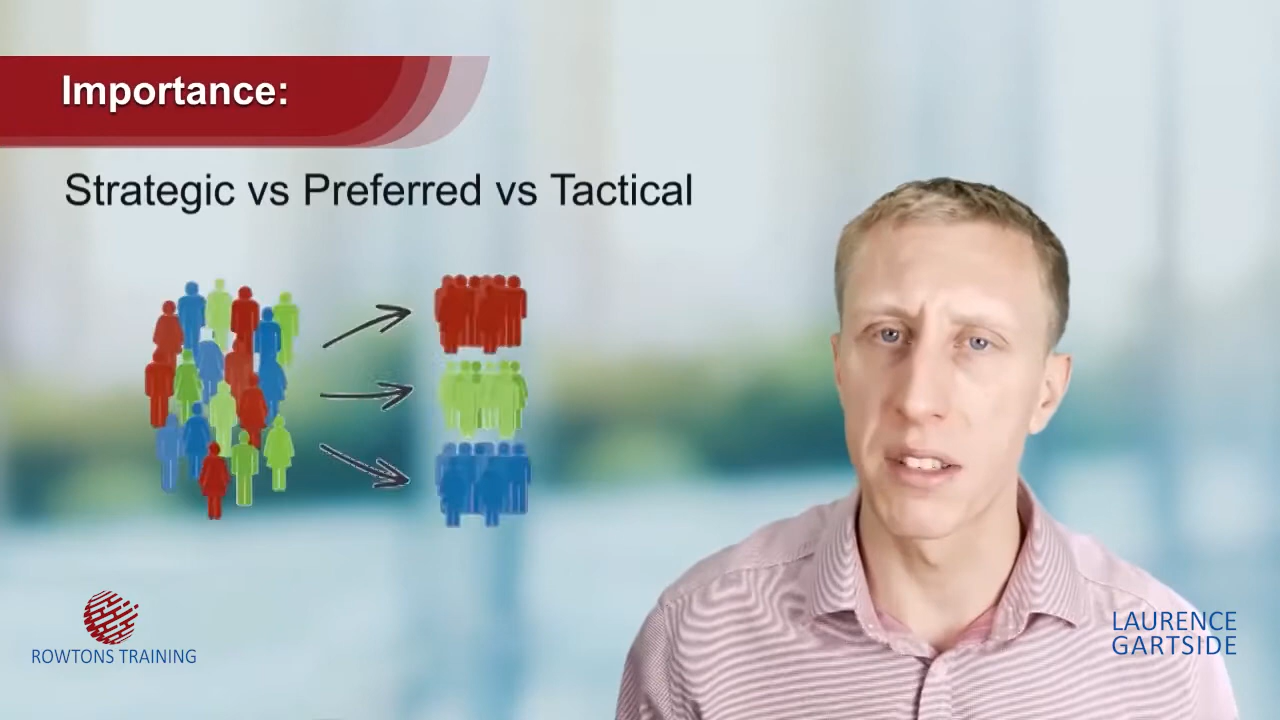 Importance:
Strategic vs Preferred vs Tactical
ROWTONS TRAINING
LAURENCE
GARTSIDE